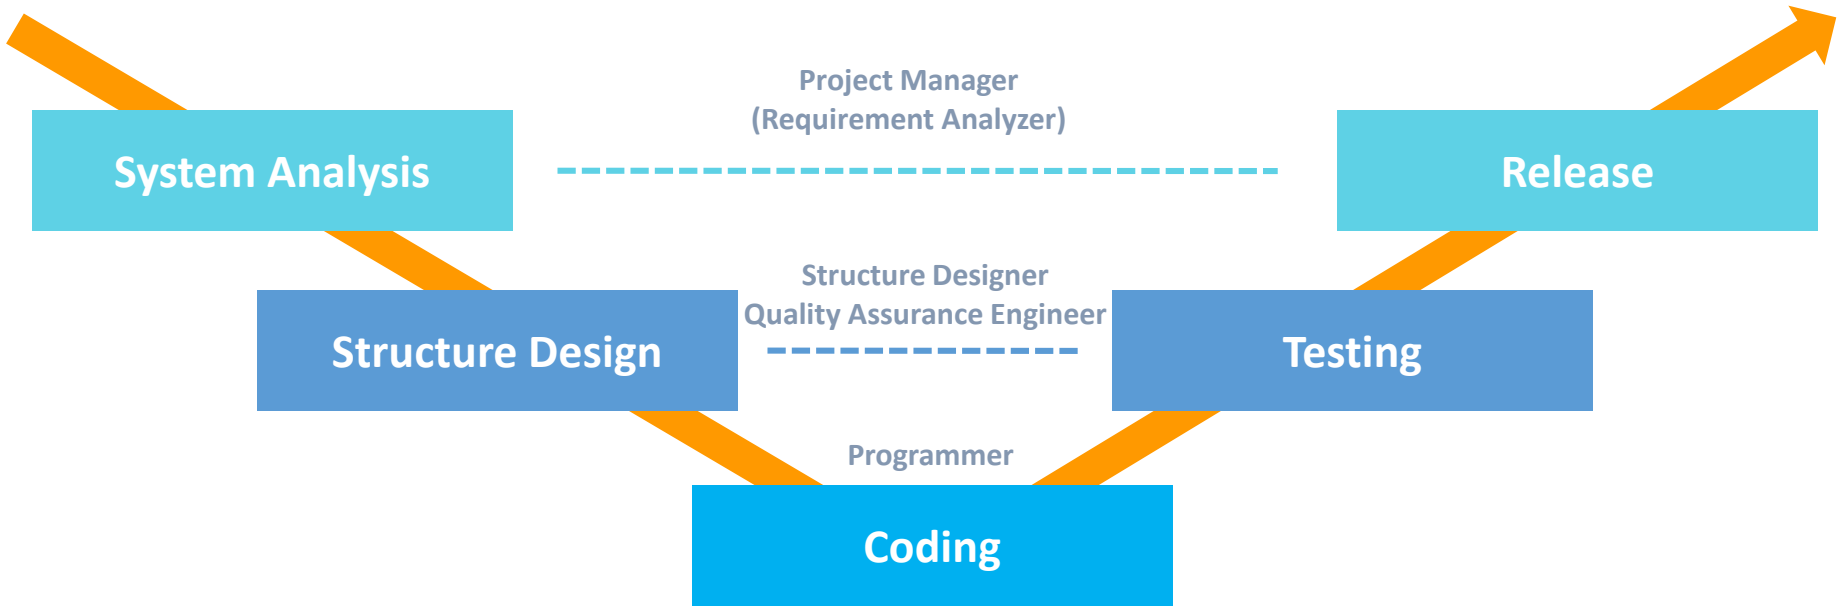 Project Manager
(Requirement Analyzer)
System Analysis
Release
Structure Designer
Quality Assurance Engineer
Structure Design
Testing
Programmer
Coding